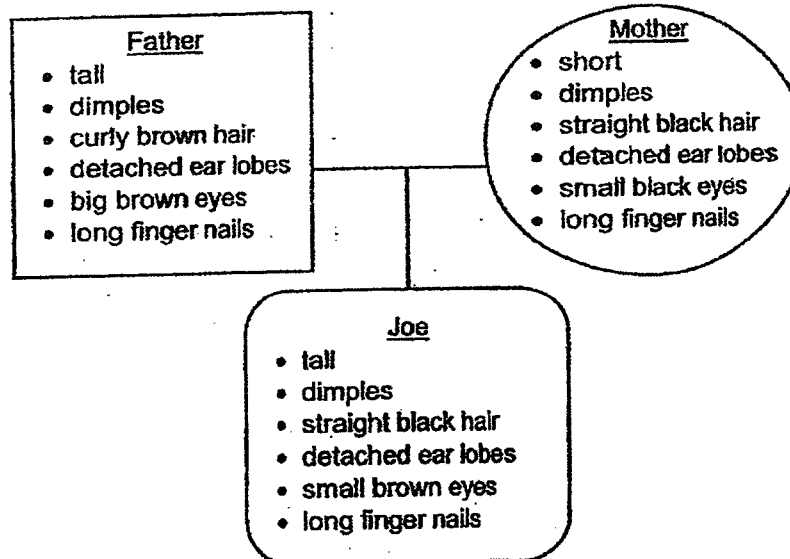 Father
• tall
• dimples
• curly brown hair
• detached ear lobes
• big brown eyes
• long finger nails
Mother
• short
• dimples
• straight black hair
• detached ear lobes
• small black eyes
• long finger nails
Joe
• tall
• dimples
• straight black hair
• detached ear lobes
• small brown eyes
• long finger nails